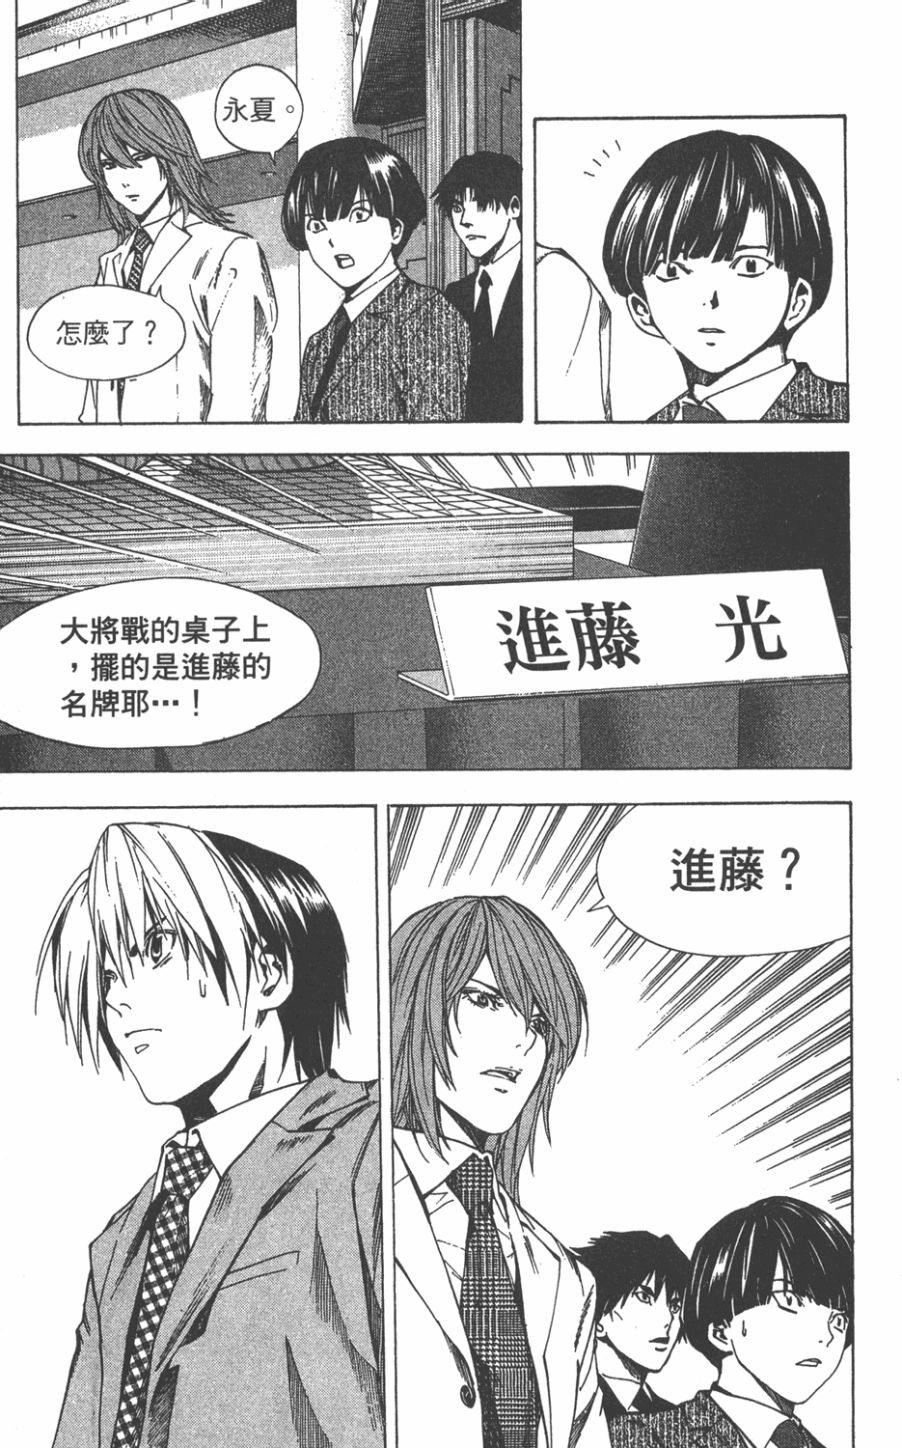 永夏。
怎麼了？
大將戰的桌子上
，擺的是進藤的
名牌耶⋯！
進藤　光
進藤？